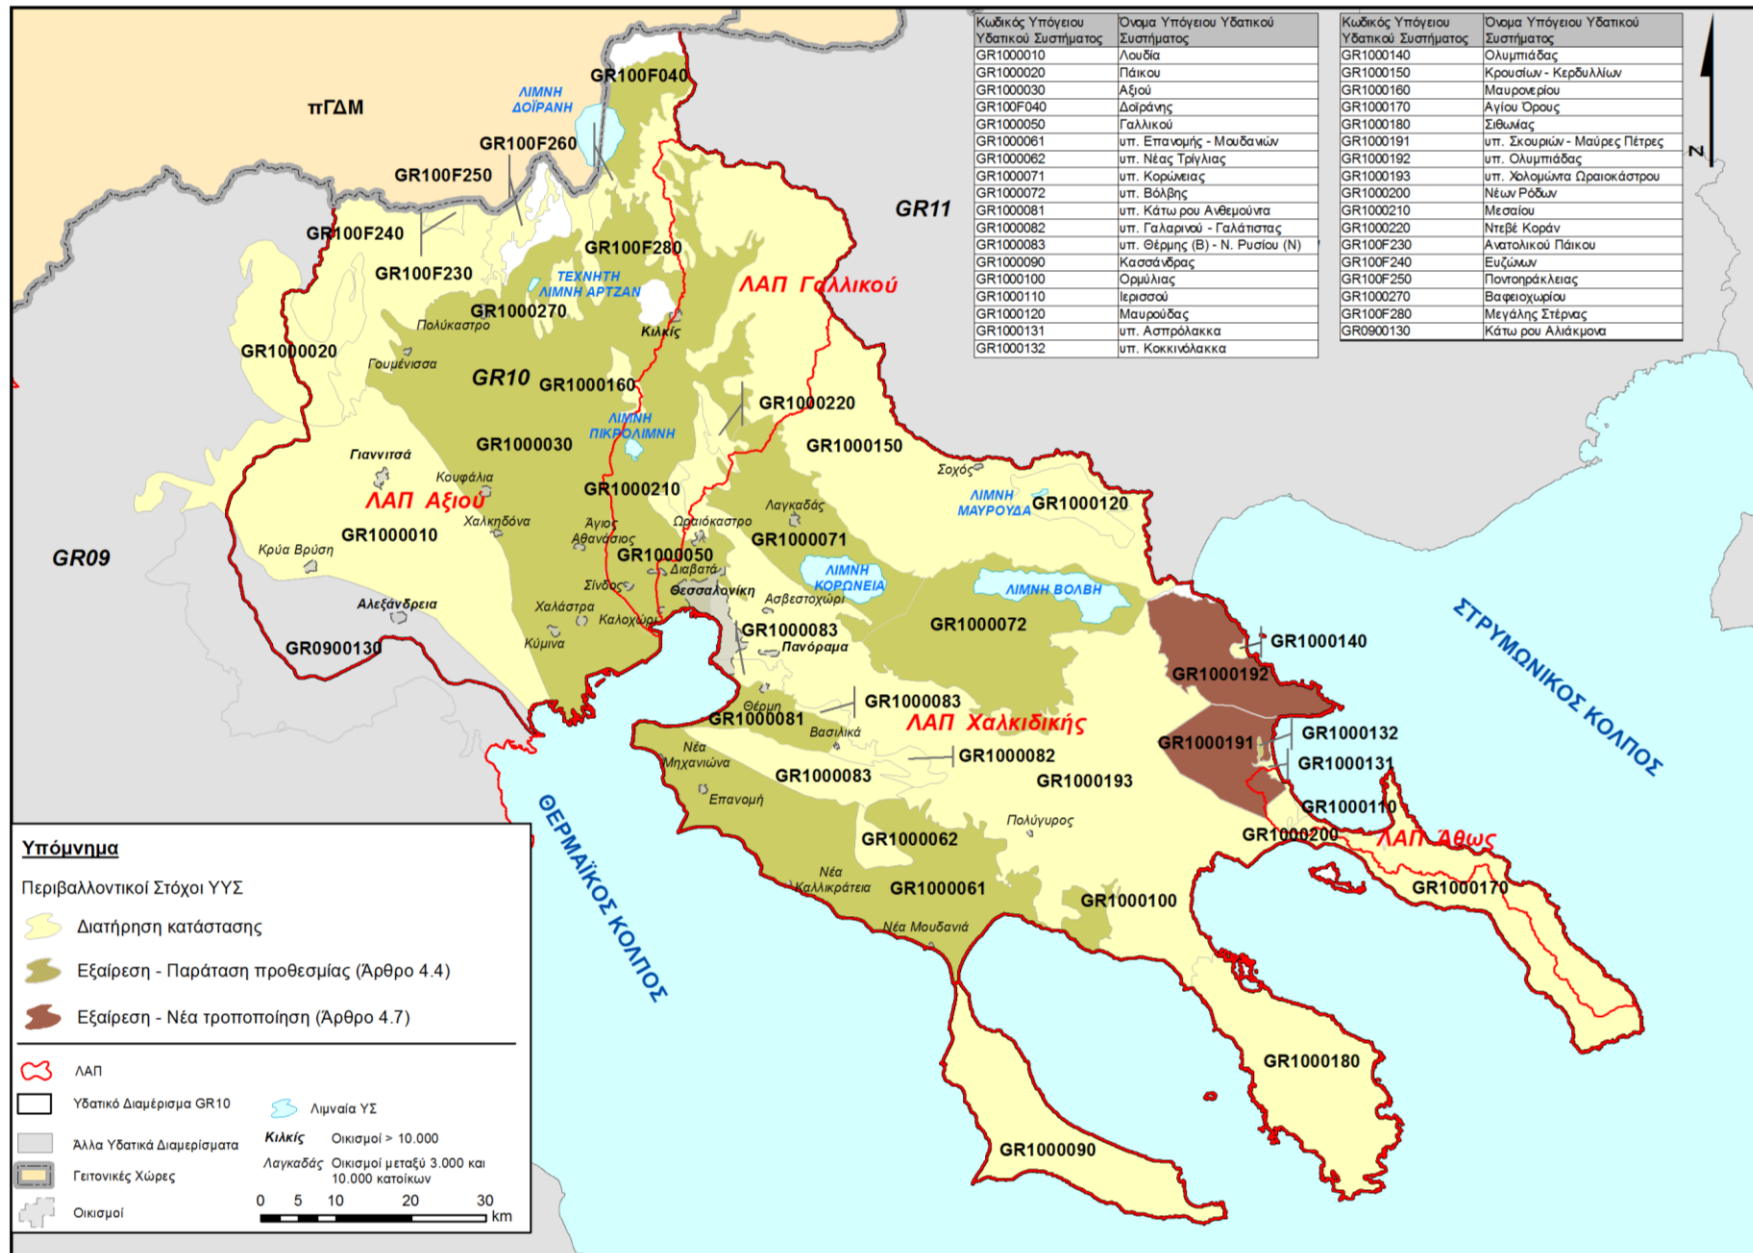 Κωδικός Υπόγειου Υδατικού Συστήματος Όνομα Υπόγειου Υδατικού Συστήματος
GR1000010 Λουδία
GR1000020 Πάικου
GR1000030 Αξιού
GR100F040 Δοϊράνης
GR1000050 Γαλλικού
GR1000061 υπ. Επανομής - Μουδανιών
GR1000062 υπ. Νέας Τρίγλιας
GR1000071 υπ. Κορώνειας
GR1000072 υπ. Βόλβης
GR1000081 υπ. Κάτω ρου Ανθεμούντα
GR1000082 υπ. Γαλαρινού - Γαλάτιστας
GR1000083 υπ. Θέρμης (Β) - Ν. Ρυσίου (Ν)
GR1000090 Κασσάνδρας
GR1000100 Ορμύλιας
GR1000110 Ιερισσού
GR1000120 Μαυρούδας
GR1000131 υπ. Ασπρόλακκα
GR1000132 υπ. Κοκκινόλακκα
Κωδικός Υπόγειου Υδατικού Συστήματος Όνομα Υπόγειου Υδατικού Συστήματος
GR1000140 Ολυμπιάδας
GR1000150 Κρουσίων - Κερδυλλίων
GR1000160 Μαυρονερίου
GR1000170 Αγίου Όρους
GR1000180 Σιθωνίας
GR1000191 υπ. Σκουριών - Μαύρες Πέτρες
GR1000192 υπ. Ολυμπιάδας
GR1000193 υπ. Χολομώντα Ωραιοκάστρου
GR1000200 Νέων Ρόδων
GR1000210 Μεσαίου
GR1000220 Ντεβέ Κοράν
GR100F230 Ανατολικού Πάικου
GR100F240 Ευζώνων
GR100F250 Ποντοηράκλειας
GR1000270 Βαφειοχωρίου
GR100F280 Μεγάλης Στέρνας
GR0900130 Κάτω ρου Αλιάκμονα
N
GR100F040
ΛΙΜΝΗ
ΔΟΪΡΑΝΗ
πΓΔΜ
GR100F260
GR100F250
GR11
GR100F240
GR100F280
GR100F230
ΤΕΧΝΗΤΗ
ΛΙΜΝΗ ΑΡΤΖΑΝ
ΛΑΠ Γαλλικού
GR1000270
Πολύκαστρο
Κιλκίς
GR1000020
Γουμένισσα
GR10
GR1000160
GR1000220
ΛΙΜΝΗ
ΠΙΚΡΟΛΙΜΝΗ
GR1000030
GR1000150
Γιαννιτσά
Κουφάλια
Σοχός
GR1000210
ΛΑΠ Αξιού
ΛΙΜΝΗ
ΜΑΥΡΟΥΔΑ
GR1000120
Λαγκαδάς
Χαλκηδόνα
Άγιος
Αθανάσιος
Ωραιόκαστρο
GR1000010
GR1000071
GR09
Κρύα Βρύση
GR1000050
Διαβατά
ΛΙΜΝΗ
ΚΟΡΩΝΕΙΑ
ΛΙΜΝΗ ΒΟΛΒΗ
Σίνδος
Θεσσαλονίκη
Αλεξάνδρεια
Χαλάστρα
Καλοχώρι
Ασβεστοχώρι
GR1000072
GR1000083
Κύμινα
Πανόραμα
GR0900130
GR1000140
ΣΤΡΥΜΩΝΙΚΟΣ ΚΟΛΠΟΣ
GR1000192
Θέρμη
GR1000083
GR1000081
ΛΑΠ Χαλκιδικής
Βασιλικά
GR1000191
GR1000132
Νέα
Μηχανιώνα
GR1000082
GR1000131
GR1000083
GR1000193
Επανομή
GR1000110
Πολύγυρος
GR1000200
ΛΑΠ Άθως
ΘΕΡΜΑΪΚΟΣ ΚΟΛΠΟΣ
GR1000062
Νέα
Καλλικράτεια
GR1000061
GR1000170
GR1000100
Νέα Μουδανιά
GR1000180
GR1000090
Υπόμνημα
Περιβαλλοντικοί Στόχοι ΥΥΣ
Διατήρηση κατάστασης
Εξαίρεση - Παράταση προθεσμίας (Άρθρο 4.4)
Εξαίρεση - Νέα τροποποίηση (Άρθρο 4.7)
ΛΑΠ
Υδατικό Διαμέρισμα GR10
Λιμναία ΥΣ
Άλλα Υδατικά Διαμερίσματα
Κιλκίς Οικισμοί > 10.000
Γειτονικές Χώρες
Λαγκαδάς Οικισμοί μεταξύ 3.000 και
10.000 κατοίκων
Οικισμοί
0 5 10 20 30
km